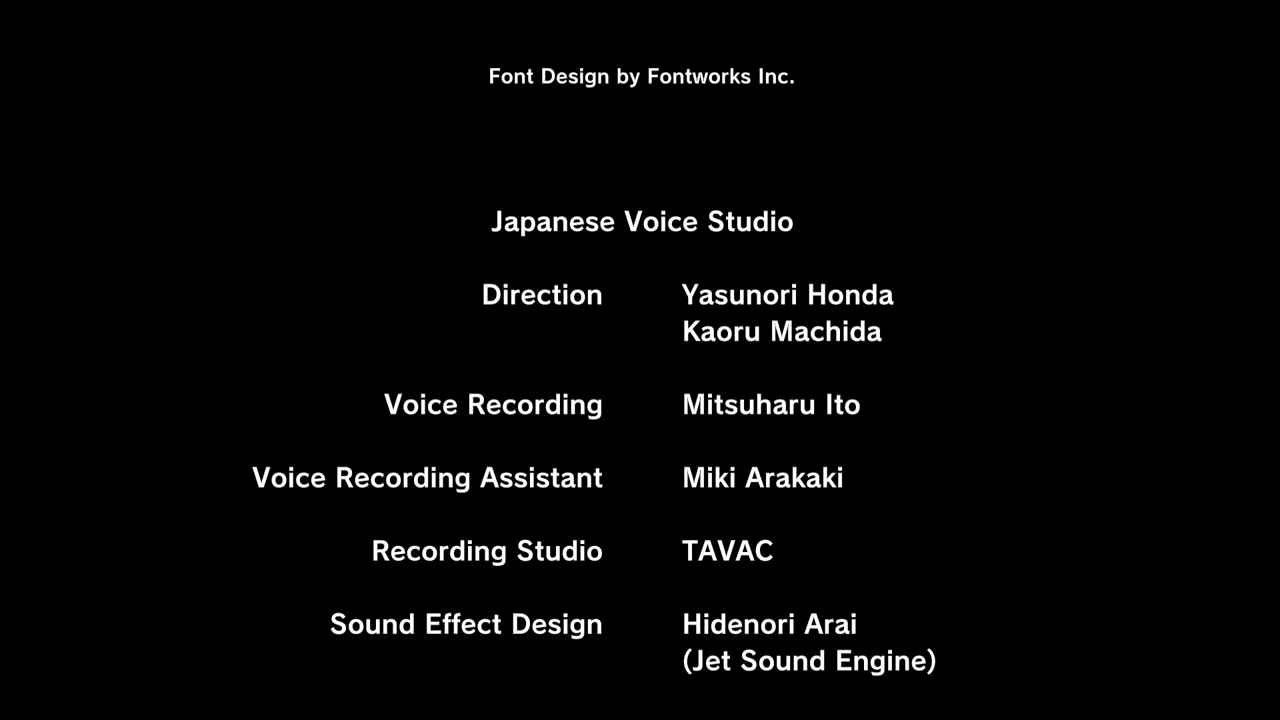 Font Design by Fontworks Inc.
Japanese Voice Studio
Direction Yasunori Honda
Kaoru Machida
Voice Recording Mitsuharu Ito
Voice Recording Assistant Miki Arakaki
Recording Studio TAVAC
Sound Effect Design Hidenori Arai
(Jet Sound Engine)